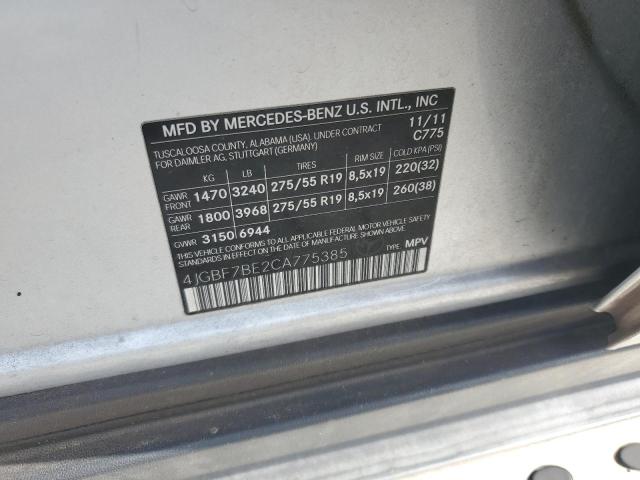 MFD BY MERCEDES-BENZ U.S. INTL., INC
TUSCALOOSA COUNTY, ALABAMA (USA). UNDER CONTRACT 11/11
FOR DAIMLER AG, STUTTGART (GERMANY) C775
KG LB TIRES RIM SIZE COLD KPA (PSI)
GAWR FRONT 1470 3240 275/55 R19 8,5x19 220(32)
GAWR REAR 1800 3968 275/55 R19 8,5x19 260(38)
GVWR 3150 6944
THIS VEHICLE CONFORMS TO ALL APPLICABLE FEDERAL MOTOR VEHICLE SAFETY
STANDARDS IN EFFECT ON THE DATE OF MANUFACTURE SHOWN ABOVE.
4JGBF7BE2CA775385 TYPE: MPV